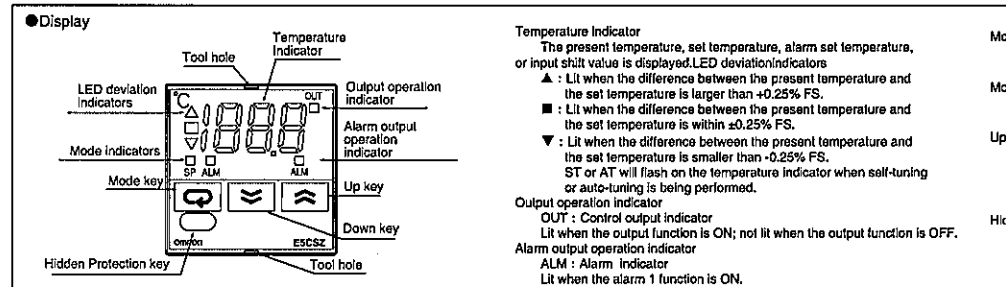 ●Display
Temperature
Indicator
Tool hole
LED deviation
indicators
Output operation
indicator
Alarm output
operation
indicator
Mode indicators
Mode key
Up key
Down key
Hidden Protection key
Tool hole
°C
OUT
188.8
SP ALM
ALM
omron
E5CSZ
Temperature Indicator
The present temperature, set temperature, alarm set temperature,
or input shift value is displayed.LED deviationIndicators
▲ : Lit when the difference between the present temperature and
the set temperature is larger than +0.25% FS.
■ : Lit when the difference between the present temperature and
the set temperature is within ±0.25% FS.
▼ : Lit when the difference between the present temperature and
the set temperature is smaller than -0.25% FS.
ST or AT will flash on the temperature indicator when self-tuning
or auto-tuning is being performed.
Output operation indicator
OUT : Control output indicator
Lit when the output function is ON; not lit when the output function is OFF.
Alarm output operation indicator
ALM : Alarm indicator
Lit when the alarm 1 function is ON.
Mo
Mo
Up
Hid